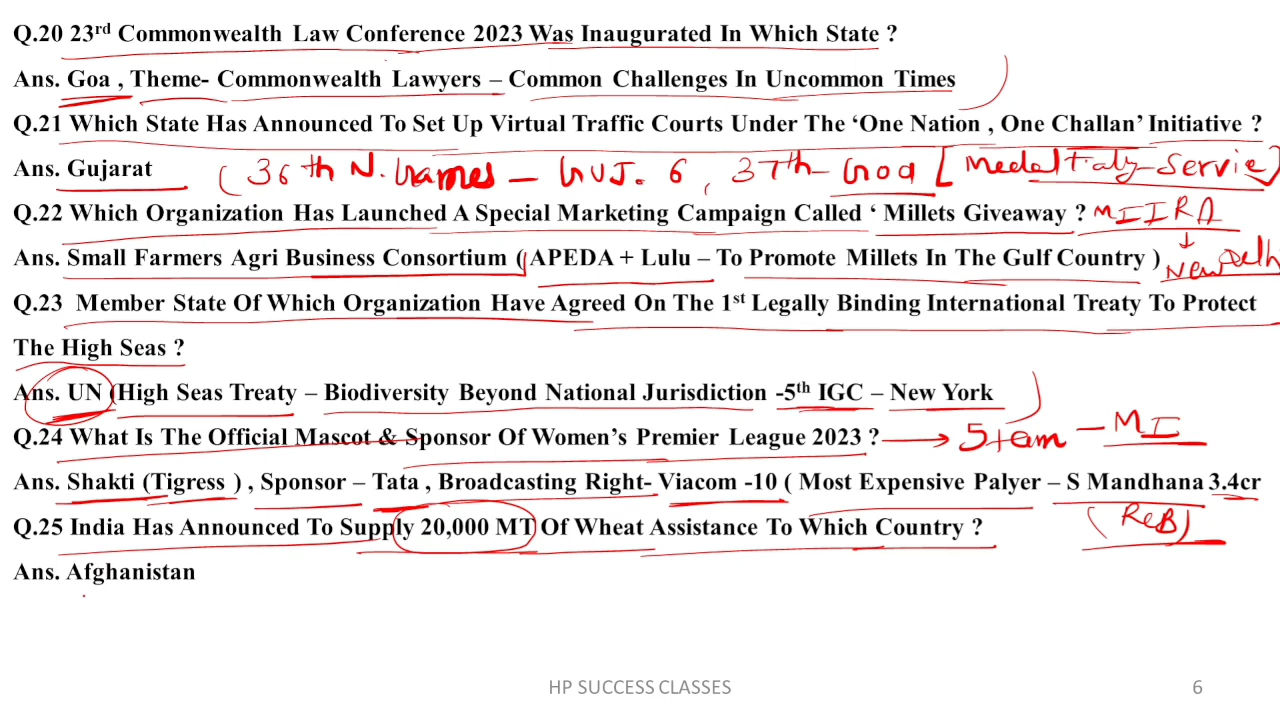 Q.20 23rd Commonwealth Law Conference 2023 Was Inaugurated In Which State ?
Ans. Goa , Theme- Commonwealth Lawyers – Common Challenges In Uncommon Times
Q.21 Which State Has Announced To Set Up Virtual Traffic Courts Under The ‘One Nation , One Challan’ Initiative ?
Ans. Gujarat (36th N. Games – GUJ. 6, 37th – Goa [Medal Taly – Servie]
Q.22 Which Organization Has Launched A Special Marketing Campaign Called ‘ Millets Giveaway ? MIIRA
Ans. Small Farmers Agri Business Consortium (APEDA + Lulu – To Promote Millets In The Gulf Country ) New Delh
Q.23 Member State Of Which Organization Have Agreed On The 1st Legally Binding International Treaty To Protect
The High Seas ?
Ans. UN (High Seas Treaty – Biodiversity Beyond National Jurisdiction -5th IGC – New York )
Q.24 What Is The Official Mascot & Sponsor Of Women’s Premier League 2023 ? → 5team – MI
Ans. Shakti (Tigress ) , Sponsor – Tata , Broadcasting Right- Viacom -10 ( Most Expensive Palyer – S Mandhana 3.4cr
(RCB)
Q.25 India Has Announced To Supply 20,000 MT Of Wheat Assistance To Which Country ?
Ans. Afghanistan
HP SUCCESS CLASSES
6